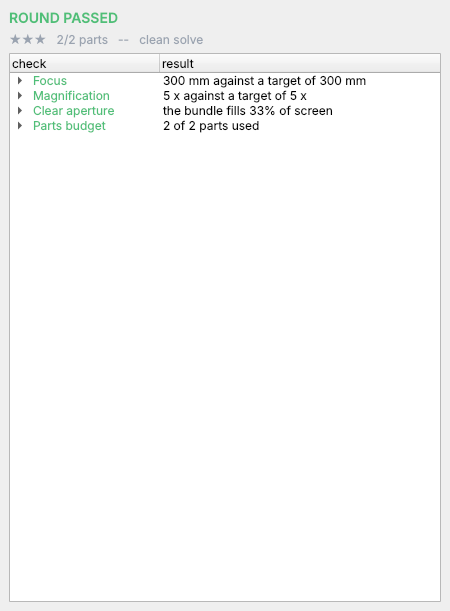 ROUND PASSED
★★★ 2/2 parts -- clean solve
check result
Focus 300 mm against a target of 300 mm
Magnification 5 x against a target of 5 x
Clear aperture the bundle fills 33% of screen
Parts budget 2 of 2 parts used